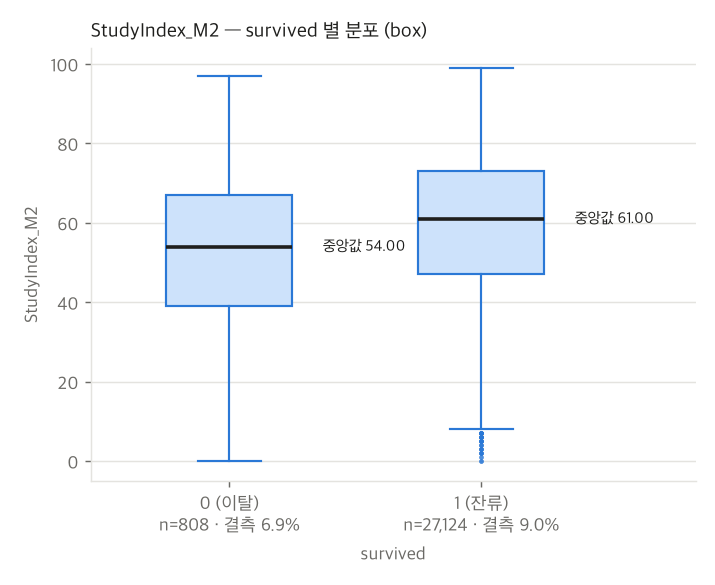 StudyIndex_M2 — survived 별 분포 (box)
100
80
60
40
20
0
StudyIndex_M2
중앙값 54.00
중앙값 61.00
0 (이탈)
n=808 · 결측 6.9%
1 (잔류)
n=27,124 · 결측 9.0%
survived